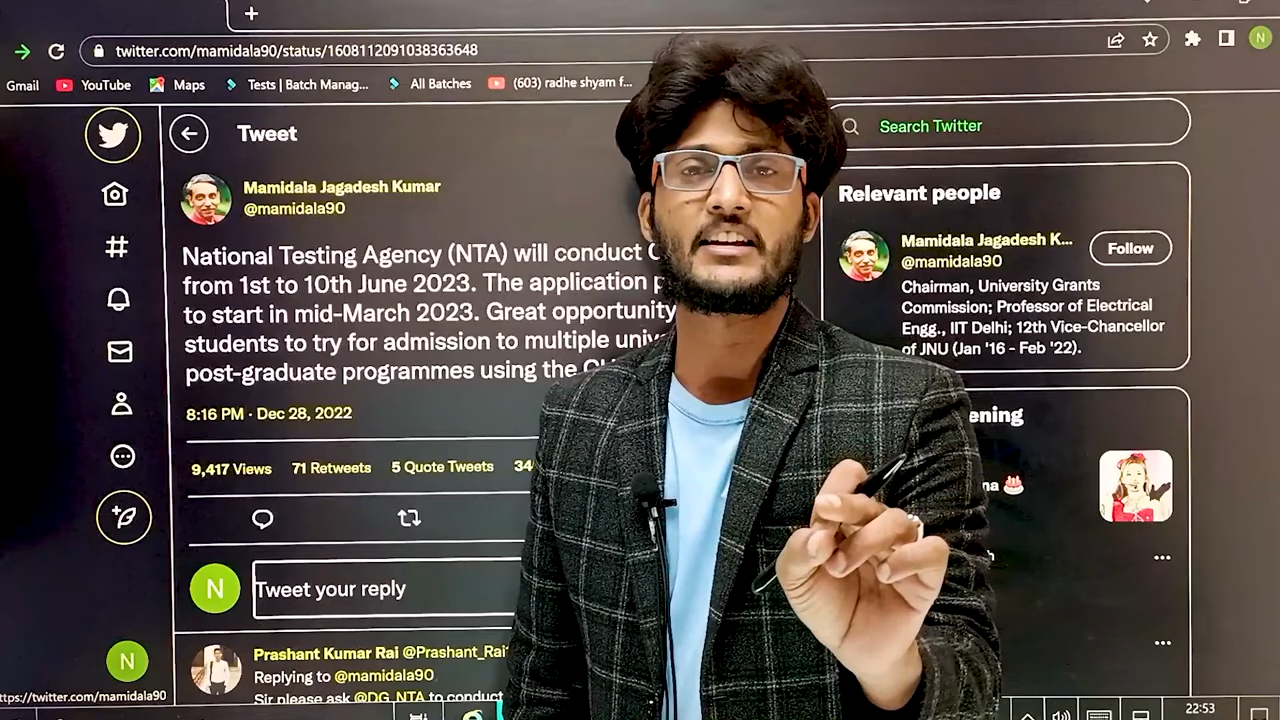 twitter.com/mamidala90/status/1608112091038363648
N
Gmail
YouTube
Maps
Tests | Batch Manag...
All Batches
(603) radhe shyam f...
Tweet
Search Twitter
Mamidala Jagadesh Kumar
@mamidala90
National Testing Agency (NTA) will conduct
from 1st to 10th June 2023. The application
to start in mid-March 2023. Great opportunity
students to try for admission to multiple
post-graduate programmes using the
8:16 PM · Dec 28, 2022
9,417 Views 71 Retweets 5 Quote Tweets 34
N
Tweet your reply
N
Prashant Kumar Rai @Prashant_Rai
Replying to @mamidala90
Sir please ask @DG_NTA to conduct
ttps://twitter.com/mamidala90
Relevant people
Mamidala Jagadesh K...
@mamidala90
Follow
Chairman, University Grants
Commission; Professor of Electrical
Engg., IIT Delhi; 12th Vice-Chancellor
of JNU (Jan '16 - Feb '22).
ening
na
22:53